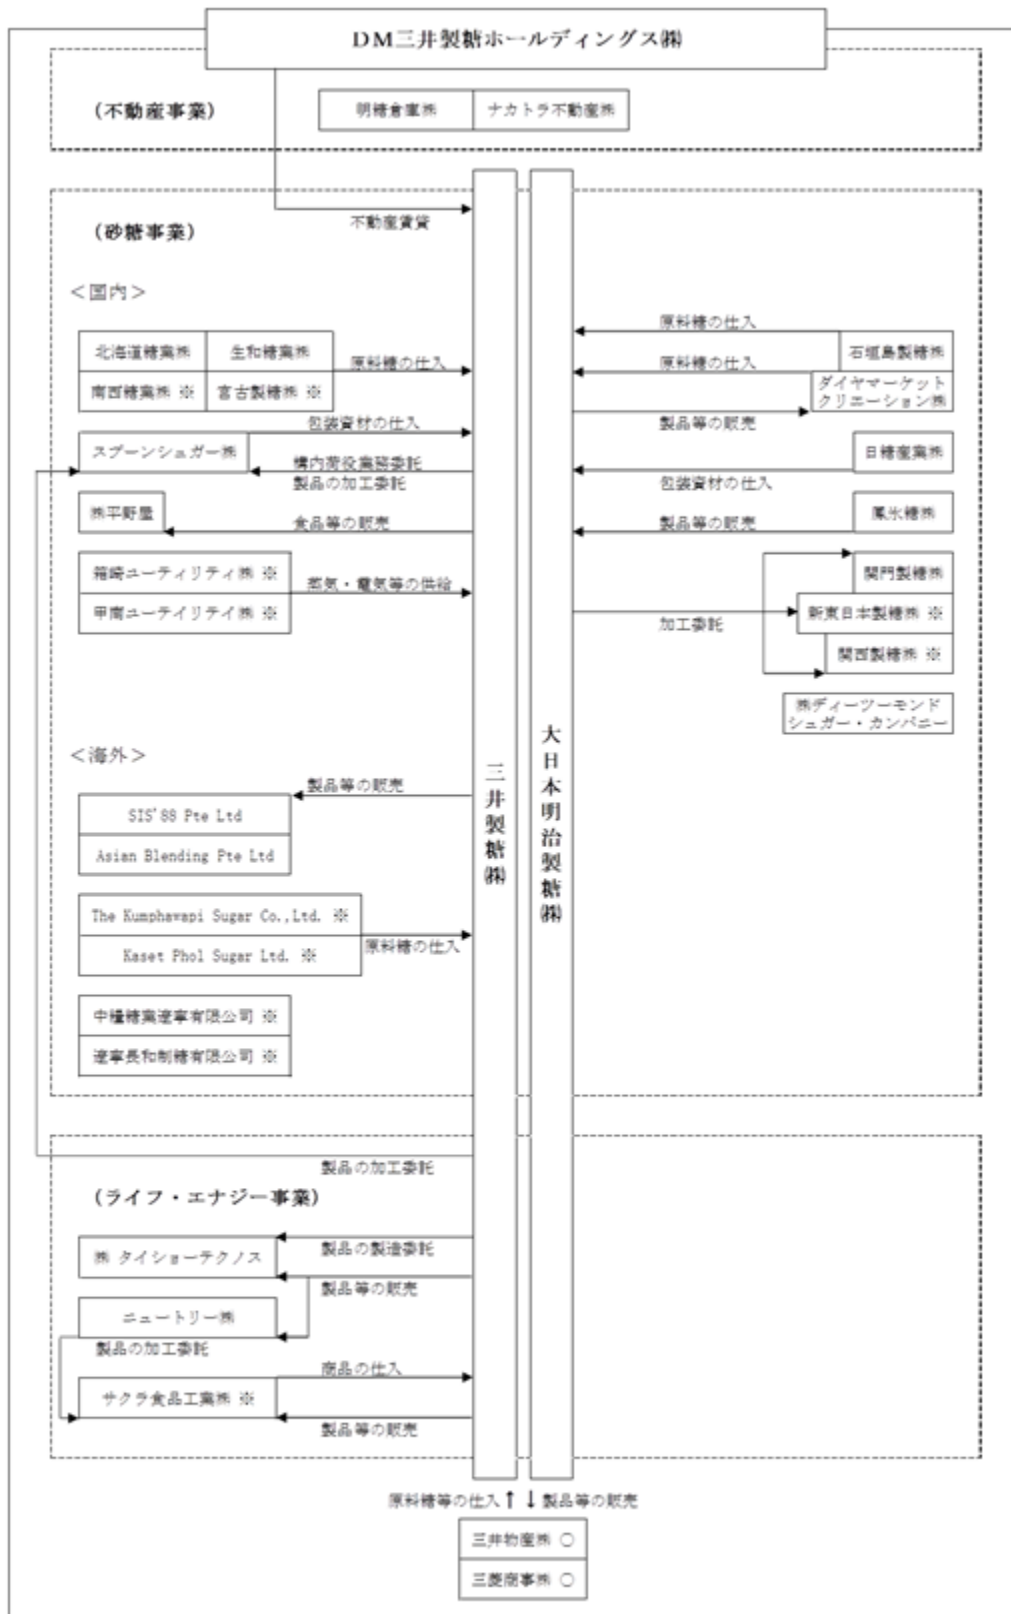 DM三井製糖ホールディングス㈱
（不動産事業）
明糖倉庫㈱
ナカトラ不動産㈱
不動産賃貸
（砂糖事業）
＜国内＞
北海道糖業㈱
生和糖業㈱
南西糖業㈱ ※
宮古製糖㈱ ※
原料糖の仕入
包装資材の仕入
スプーンシュガー㈱
構内荷役業務委託
製品の加工委託
㈱平野屋
食品等の販売
箱崎ユーティリティ㈱ ※
甲南ユーテイリテイ㈱ ※
蒸気・電気等の供給
原料糖の仕入
石垣島製糖㈱
原料糖の仕入
ダイヤマーケット
クリエーション㈱
製品等の販売
日糖産業㈱
包装資材の仕入
製品等の販売
鳳氷糖㈱
関門製糖㈱
加工委託
新東日本製糖㈱ ※
関西製糖㈱ ※
㈱ディーツーモンド
シュガー・カンパニー
＜海外＞
製品等の販売
SIS'88 Pte Ltd
Asian Blending Pte Ltd
The Kumphawapi Sugar Co.,Ltd. ※
Kaset Phol Sugar Ltd. ※
原料糖の仕入
中糧糖業遼寧有限公司 ※
遼寧長和制糖有限公司 ※
三井製糖㈱
大日本明治製糖㈱
製品の加工委託
（ライフ・エナジー事業）
㈱ タイショーテクノス
製品の製造委託
製品等の販売
ニュートリー㈱
製品の加工委託
商品の仕入
サクラ食品工業㈱ ※
製品等の販売
原料糖等の仕入↑ ↓製品等の販売
三井物産㈱ ○
三菱商事㈱ ○